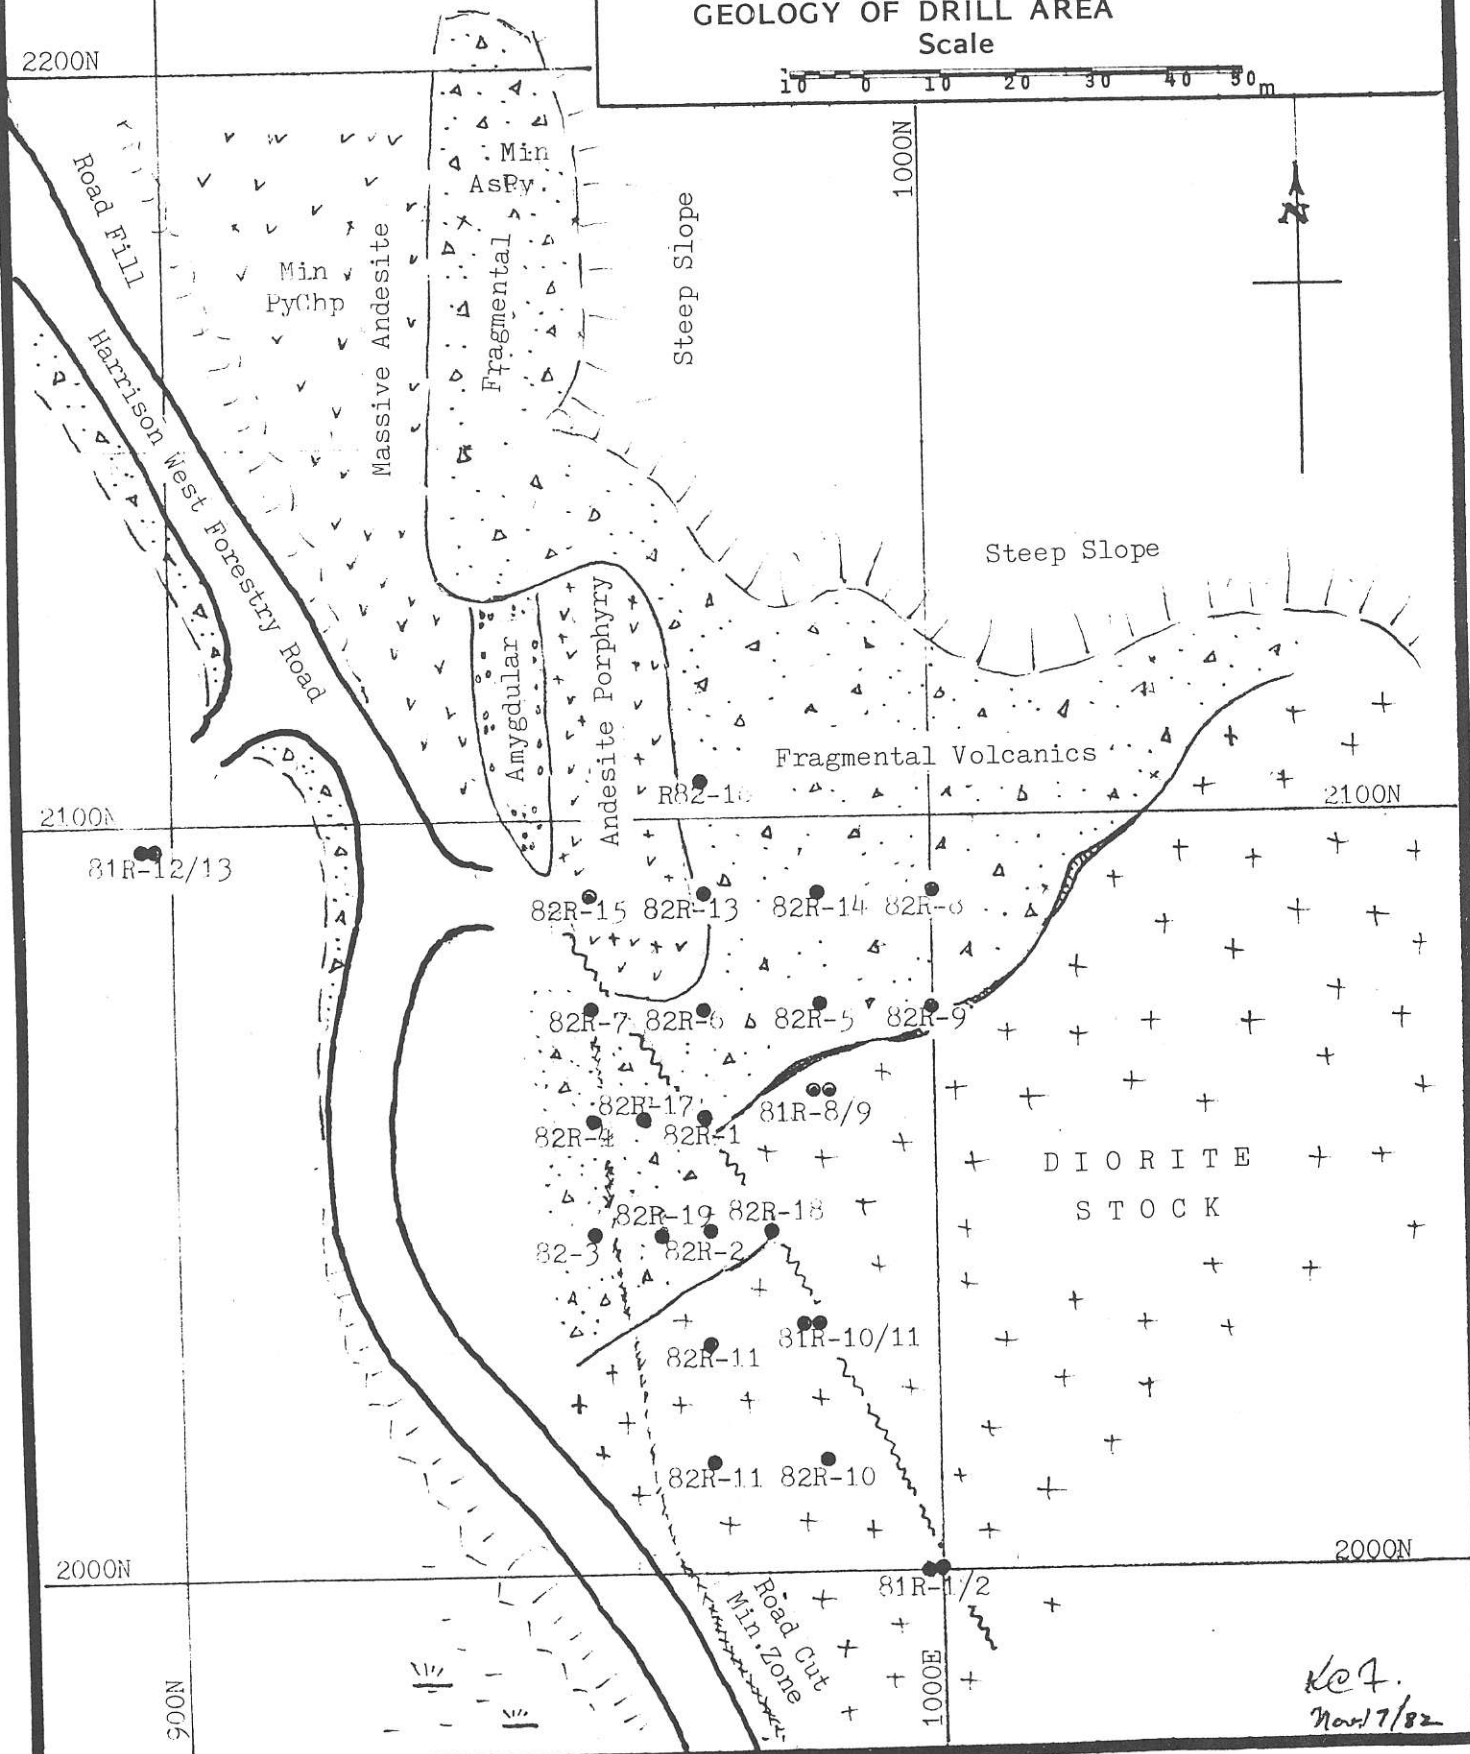 GEOLOGY OF DRILL AREA
Scale
10 0 10 20 30 40 50 m
2200N
1000N
N
Road Fill
Min
AsPy
Min
PyChp
Massive Andesite
Fragmental
Steep Slope
Harrison West Forestry Road
Steep Slope
Amygdular
Andesite Porphyry
Fragmental Volcanics
2100N
2100N
81R-12/13
82R-15
82R-13
82R-14
82R-7
82R-6
82R-5
82R-9
82R-17
82R-4
82R-1
81R-8/9
DIORITE
STOCK
82R-19
82R-18
82-3
82R-2
81R-10/11
82R-11
82R-11
82R-10
2000N
2000N
81R-1/2
Road Cut
Min. Zone
900N
1000E
Nov 17/82